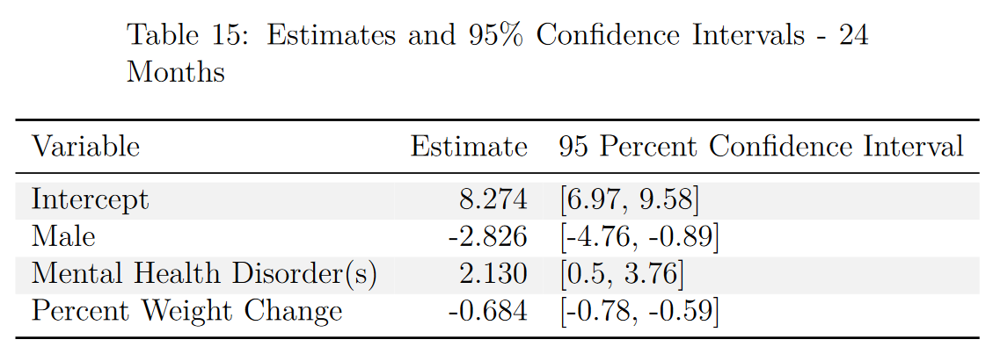 Table 15: Estimates and 95% Confidence Intervals - 24
Months
Variable Estimate 95 Percent Confidence Interval
Intercept 8.274 [6.97, 9.58]
Male -2.826 [-4.76, -0.89]
Mental Health Disorder(s) 2.130 [0.5, 3.76]
Percent Weight Change -0.684 [-0.78, -0.59]